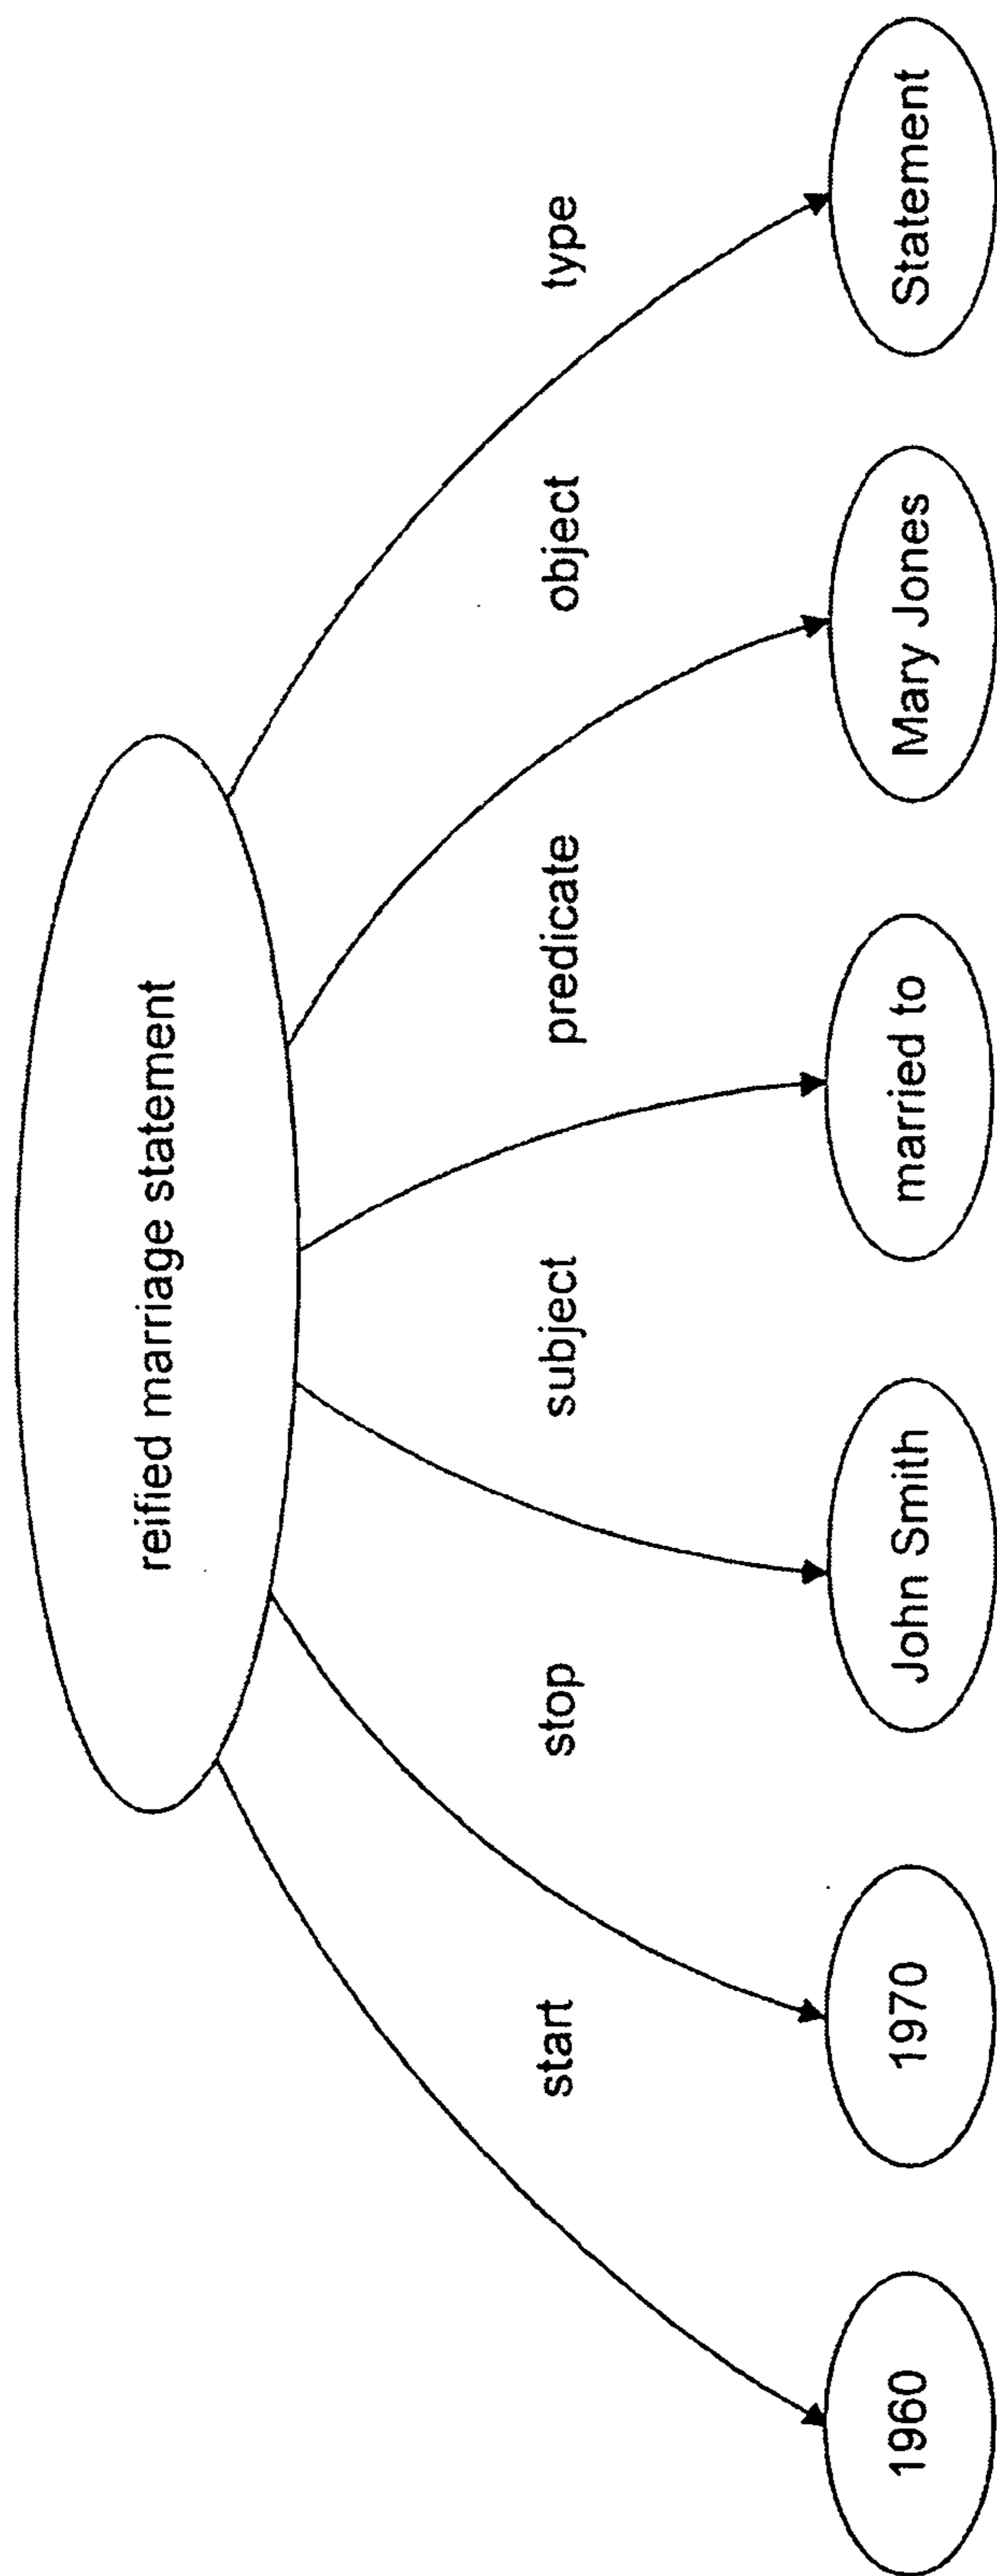 reified marriage statement
start
stop
subject
predicate
object
type
1960
1970
John Smith
married to
Mary Jones
Statement